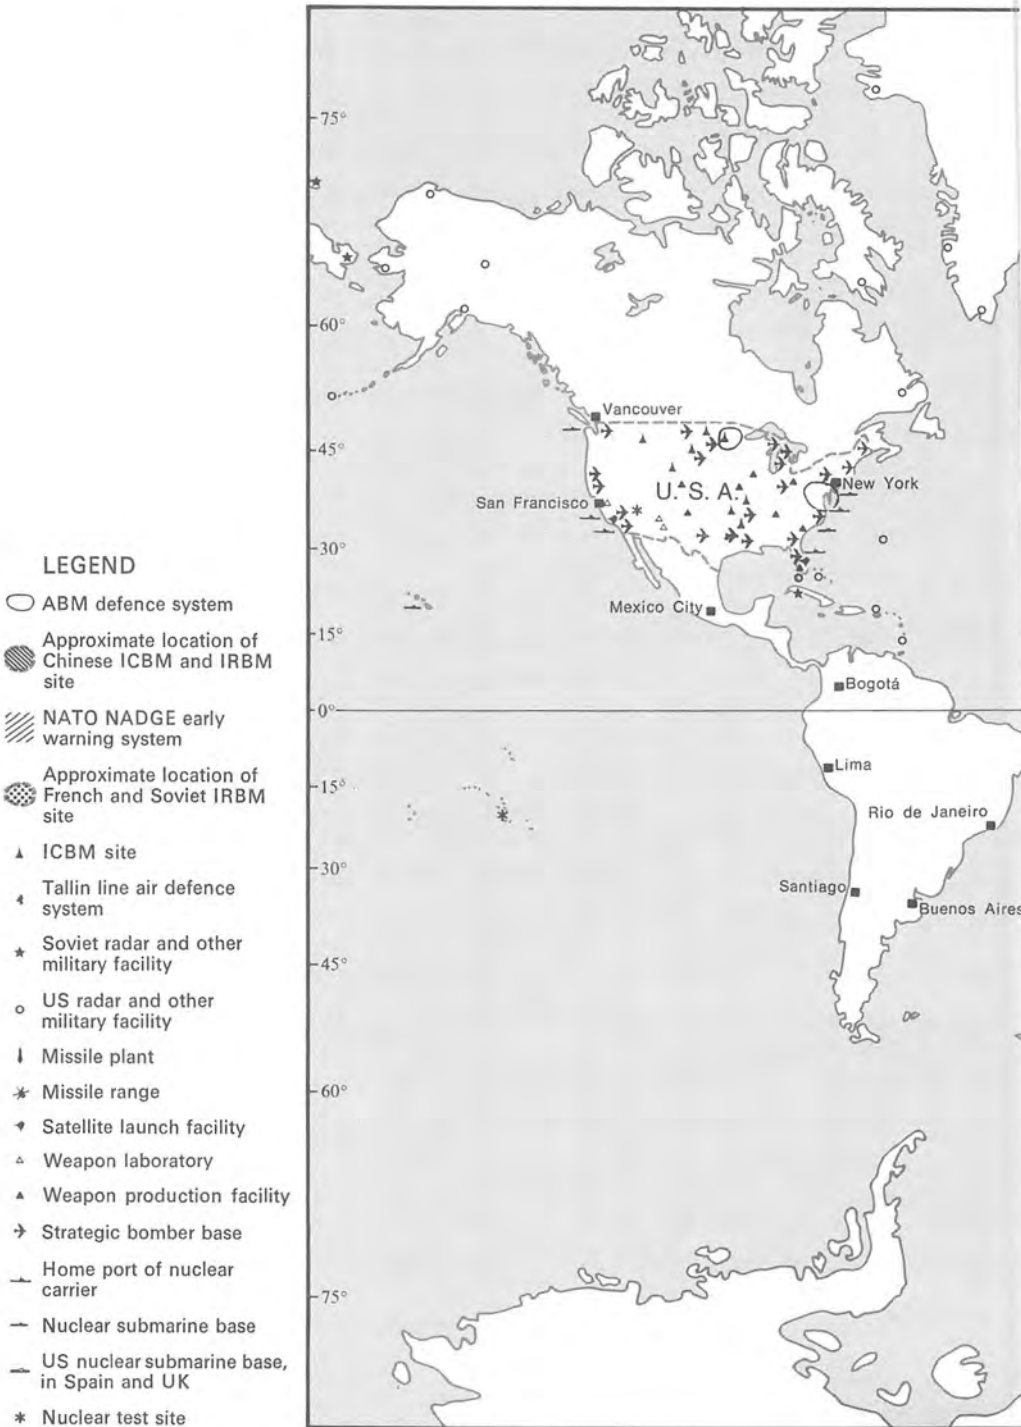 75°
60°
Vancouver
45°
New York
U. S. A.
San Francisco
30°
Mexico City
15°
Bogotá
0°
Lima
15°
Rio de Janeiro
30°
Santiago
Buenos Aires
45°
60°
75°
LEGEND
ABM defence system
Approximate location of
Chinese ICBM and IRBM
site
NATO NADGE early
warning system
Approximate location of
French and Soviet IRBM
site
ICBM site
Tallin line air defence
system
Soviet radar and other
military facility
US radar and other
military facility
Missile plant
Missile range
Satellite launch facility
Weapon laboratory
Weapon production facility
Strategic bomber base
Home port of nuclear
carrier
Nuclear submarine base
US nuclear submarine base,
in Spain and UK
Nuclear test site